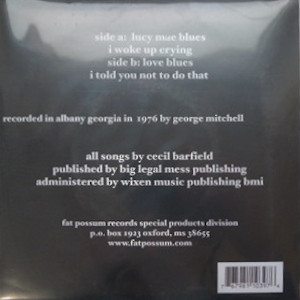 side a: lucy mae blues
i woke up crying
side b: love blues
i told you not to do that
recorded in albany georgia in 1976 by george mitchell
all songs by cecil barfield
published by big legal mess publishing
administered by wixen music publishing bmi
fat possum records special products division
p.o. box 1923 oxford, ms 38655
www.fatpossum.com